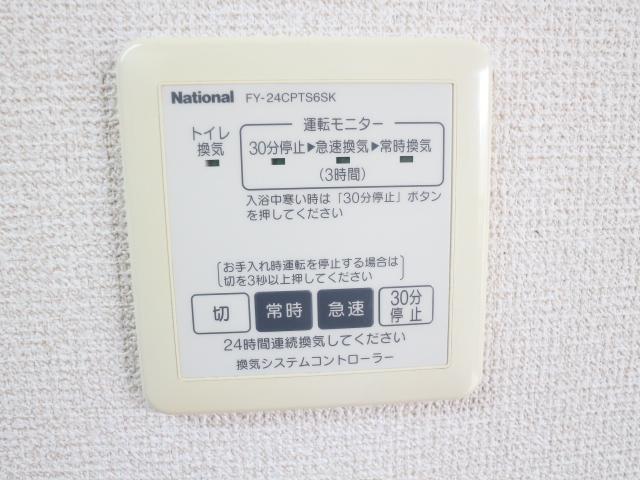 National FY-24CPTS6SK
トイレ
換気
運転モニター
30分停止▶急速換気▶常時換気
(3時間)
入浴中寒い時は「30分停止」ボタン
を押してください
お手入れ時運転を停止する場合は
切を3秒以上押してください
切 常時 急速 30分
停止
24時間連続換気してください
換気システムコントローラー